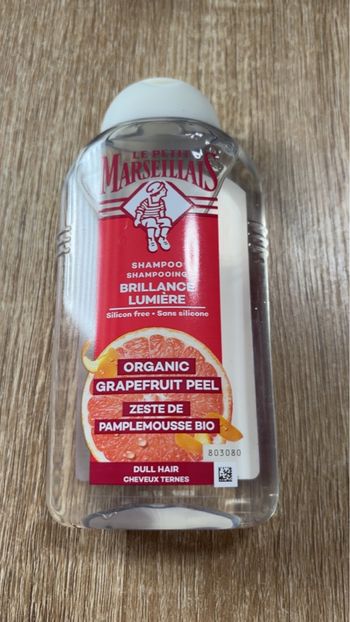 LE PETIT
MARSEILLAIS
SHAMPOO
SHAMPOOING
BRILLANCE
LUMIÈRE
Silicon free • Sans silicone
ORGANIC
GRAPEFRUIT PEEL
ZESTE DE
PAMPLEMOUSSE BIO
803080
DULL HAIR
CHEVEUX TERNES